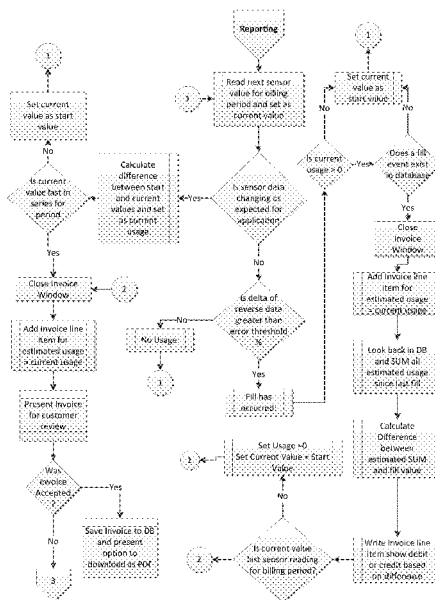 Reporting
1
Read next sensor
value for billing
period and set as
current value
Set current
value as start
value
1
Set current
value as
start value
No
No
No
Is current
usage > 0
Yes
Does a fill
event exist
in database
Is current
value last in
series for
period
Calculate
difference
between start
and current
values and set
as current
usage
Yes
Is sensor data
changing as
expected for
application
Yes
Close
Invoice
Window
Yes
No
Close Invoice
Window
2
Add invoice line
item for
estimated usage
Is delta of
reverse data
greater than
error threshold
%
No
No Usage
Add invoice line
item for
estimated usage
Look back in DB
and SUM all
estimated usage
since last fill
Yes
Fill has
occurred
Present Invoice
for customer
review
Set Usage =0
Set Current Value = Start
Value
Calculate
Difference
between
estimated SUM
and fill value
Was
Invoice
Accepted
?
Yes
No
Save Invoice to DB
and present
option to
download as PDF
No
Is current value
last sensor reading
for billing period?
2
Write Invoice line
item show debit
or credit based on
difference
3